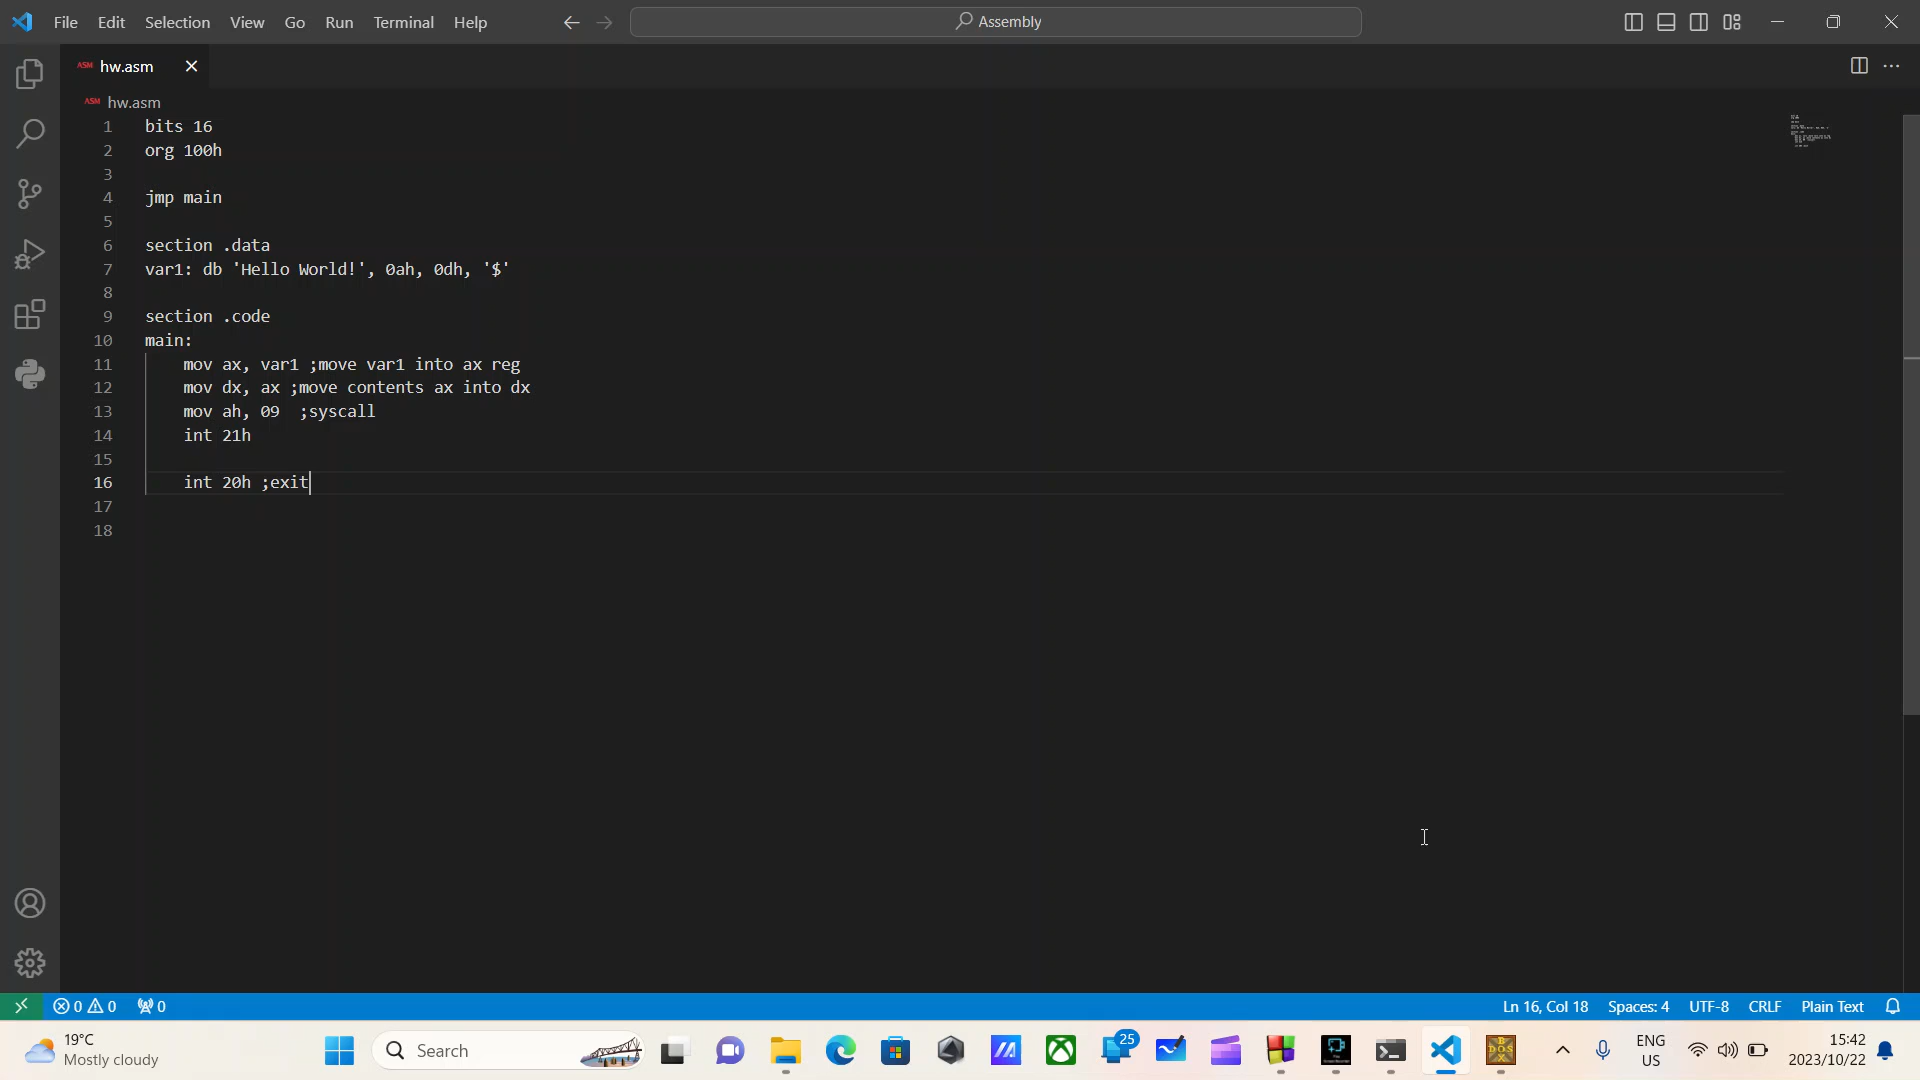 File Edit Selection View Go Run Terminal Help
Assembly
ASM hw.asm
ASM hw.asm
1 bits 16
2 org 100h
3
4 jmp main
5
6 section .data
7 var1: db 'Hello World!', 0ah, 0dh, '$'
8
9 section .code
10 main:
11 mov ax, var1 ;move var1 into ax reg
12 mov dx, ax ;move contents ax into dx
13 mov ah, 09 ;syscall
14 int 21h
15
16 int 20h ;exit
17
18
0 0 0
Ln 16, Col 18 Spaces: 4 UTF-8 CRLF Plain Text
19°C
Mostly cloudy
Search
25
ENG
US
15:42
2023/10/22